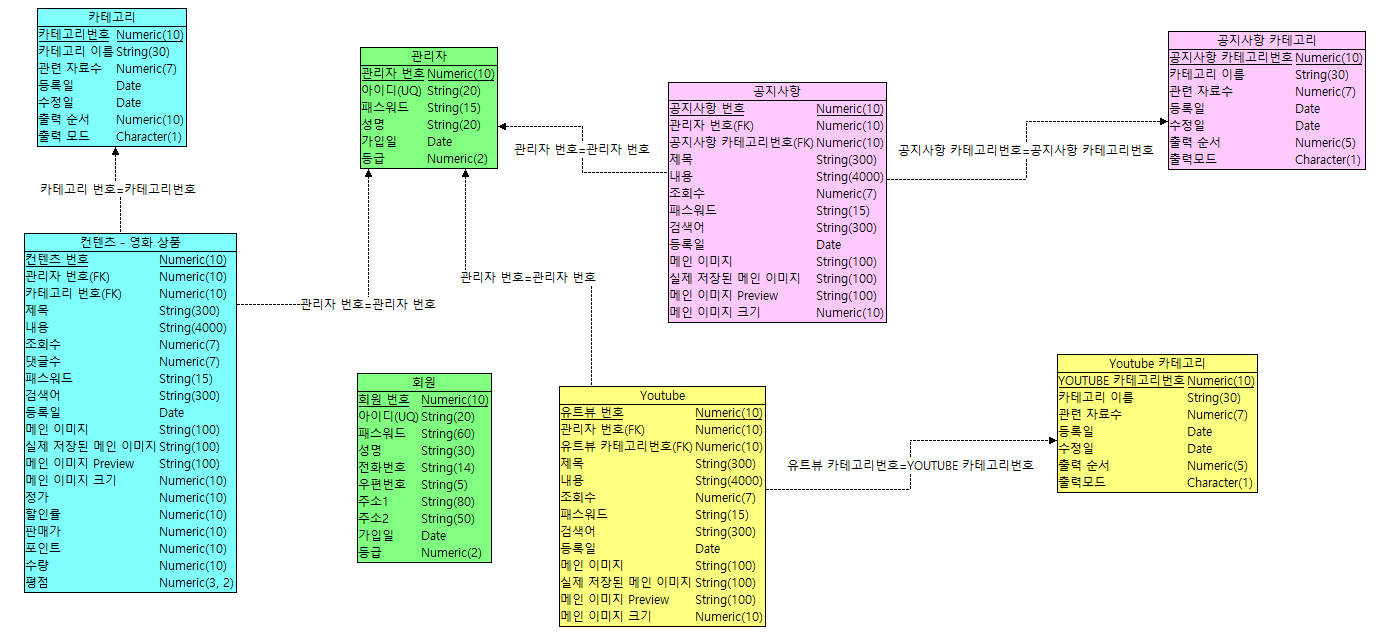 카테고리
카테고리번호 Numeric(10)
카테고리 이름 String(30)
관련 자료수 Numeric(7)
등록일 Date
수정일 Date
출력 순서 Numeric(10)
출력 모드 Character(1)
카테고리 번호=카테고리번호
컨텐츠 - 영화 상품
컨텐츠 번호 Numeric(10)
관리자 번호(FK) Numeric(10)
카테고리 번호(FK) Numeric(10)
제목 String(300)
내용 String(4000)
조회수 Numeric(7)
댓글수 Numeric(7)
패스워드 String(15)
검색어 String(300)
등록일 Date
메인 이미지 String(100)
실제 저장된 메인 이미지 String(100)
메인 이미지 Preview String(100)
메인 이미지 크기 Numeric(10)
정가 Numeric(10)
할인률 Numeric(10)
판매가 Numeric(10)
포인트 Numeric(10)
수량 Numeric(10)
평점 Numeric(3, 2)
관리자
관리자 번호 Numeric(10)
아이디(UQ) String(20)
패스워드 String(15)
성명 String(20)
가입일 Date
등급 Numeric(2)
관리자 번호=관리자 번호
관리자 번호=관리자 번호
관리자 번호=관리자 번호
회원
회원 번호 Numeric(10)
아이디(UQ) String(20)
패스워드 String(60)
성명 String(30)
전화번호 String(14)
우편번호 String(5)
주소1 String(80)
주소2 String(50)
가입일 Date
등급 Numeric(2)
공지사항
공지사항 번호 Numeric(10)
관리자 번호(FK) Numeric(10)
공지사항 카테고리번호(FK) Numeric(10)
제목 String(300)
내용 String(4000)
조회수 Numeric(7)
패스워드 String(15)
검색어 String(300)
등록일 Date
메인 이미지 String(100)
실제 저장된 메인 이미지 String(100)
메인 이미지 Preview String(100)
메인 이미지 크기 Numeric(10)
공지사항 카테고리번호=공지사항 카테고리번호
공지사항 카테고리
공지사항 카테고리번호 Numeric(10)
카테고리 이름 String(30)
관련 자료수 Numeric(7)
등록일 Date
수정일 Date
출력 순서 Numeric(5)
출력모드 Character(1)
Youtube
유트뷰 번호 Numeric(10)
관리자 번호(FK) Numeric(10)
유트뷰 카테고리번호(FK) Numeric(10)
제목 String(300)
내용 String(4000)
조회수 Numeric(7)
패스워드 String(15)
검색어 String(300)
등록일 Date
메인 이미지 String(100)
실제 저장된 메인 이미지 String(100)
메인 이미지 Preview String(100)
메인 이미지 크기 Numeric(10)
유트뷰 카테고리번호=YOUTUBE 카테고리번호
Youtube 카테고리
YOUTUBE 카테고리번호 Numeric(10)
카테고리 이름 String(30)
관련 자료수 Numeric(7)
등록일 Date
수정일 Date
출력 순서 Numeric(5)
출력모드 Character(1)